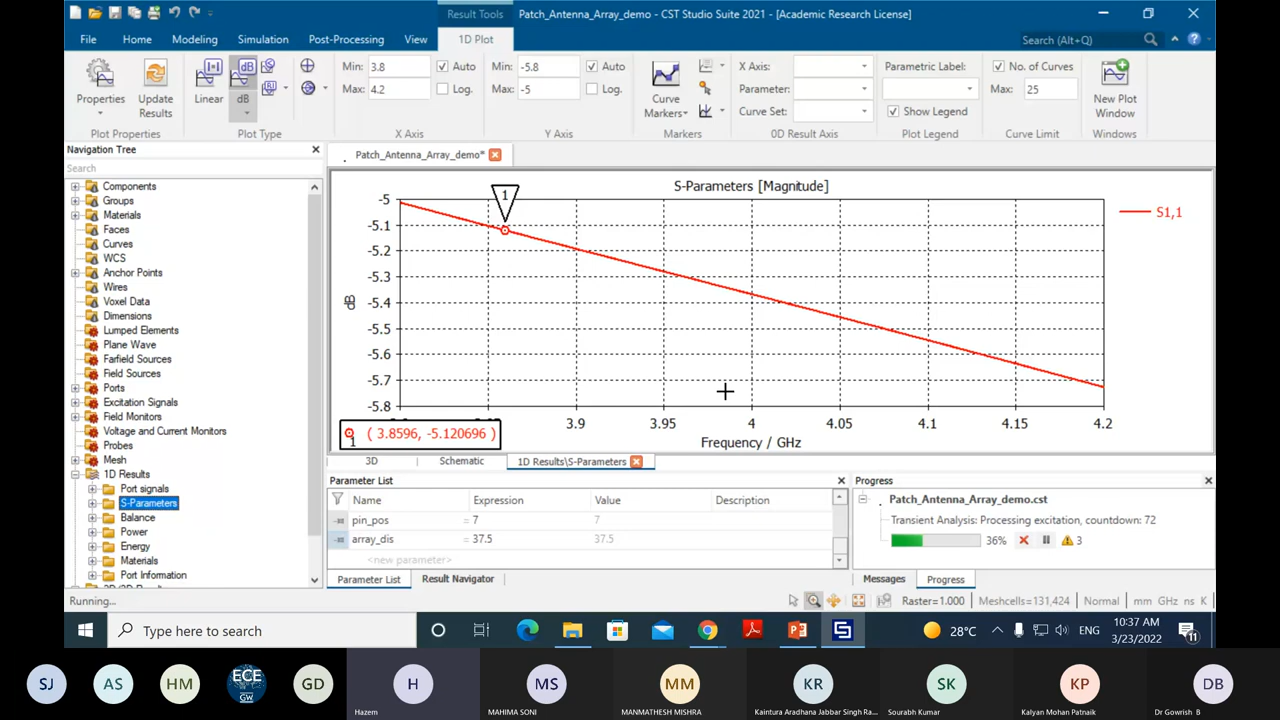 Result Tools
Patch_Antenna_Array_demo - CST Studio Suite 2021 - [Academic Research License]
File Home Modeling Simulation Post-Processing View 1D Plot
Search (Alt+Q)
Properties
Update Results
Plot Properties
Linear
dB
Plot Type
Min: 3.8 Auto
Max: 4.2 Log.
X Axis
Min: -5.8 Auto
Max: -5 Log.
Y Axis
Curve Markers
Markers
X Axis:
Parameter:
Curve Set:
0D Result Axis
Parametric Label:
Show Legend
Plot Legend
No. of Curves
Max: 25
Curve Limit
New Plot Window
Windows
Navigation Tree
Search
Components
Groups
Materials
Faces
Curves
WCS
Anchor Points
Wires
Voxel Data
Dimensions
Lumped Elements
Plane Wave
Farfield Sources
Field Sources
Ports
Excitation Signals
Field Monitors
Voltage and Current Monitors
Probes
Mesh
1D Results
Port signals
S-Parameters
Balance
Power
Energy
Materials
Port Information
Patch_Antenna_Array_demo*
S-Parameters [Magnitude]
1
S1,1
-5
-5.1
-5.2
-5.3
-5.4
-5.5
-5.6
-5.7
-5.8
dB
3.9 3.95 4 4.05 4.1 4.15 4.2
Frequency / GHz
1 ( 3.8596, -5.120696 )
3D Schematic 1D Results\S-Parameters
Parameter List
Name Expression Value Description
pin_pos = 7 7
array_dis = 37.5 37.5
<new parameter>
Parameter List Result Navigator
Progress
Patch_Antenna_Array_demo.cst
Transient Analysis: Processing excitation, countdown: 72
36% 3
Messages Progress
Running...
Raster=1.000 Meshcells=131,424 Normal mm GHz ns K
Type here to search
28°C
ENG
10:37 AM
3/23/2022
11
SJ
AS
HM
ECE
GW
GD
H
Hazem
MS
MAHIMA SONI
MM
MANMATHESH MISHRA
KR
Kaintura Aradhana Jabbar Singh Ra...
SK
Sourabh Kumar
KP
Kalyan Mohan Patnaik
DB
Dr Gowrish B